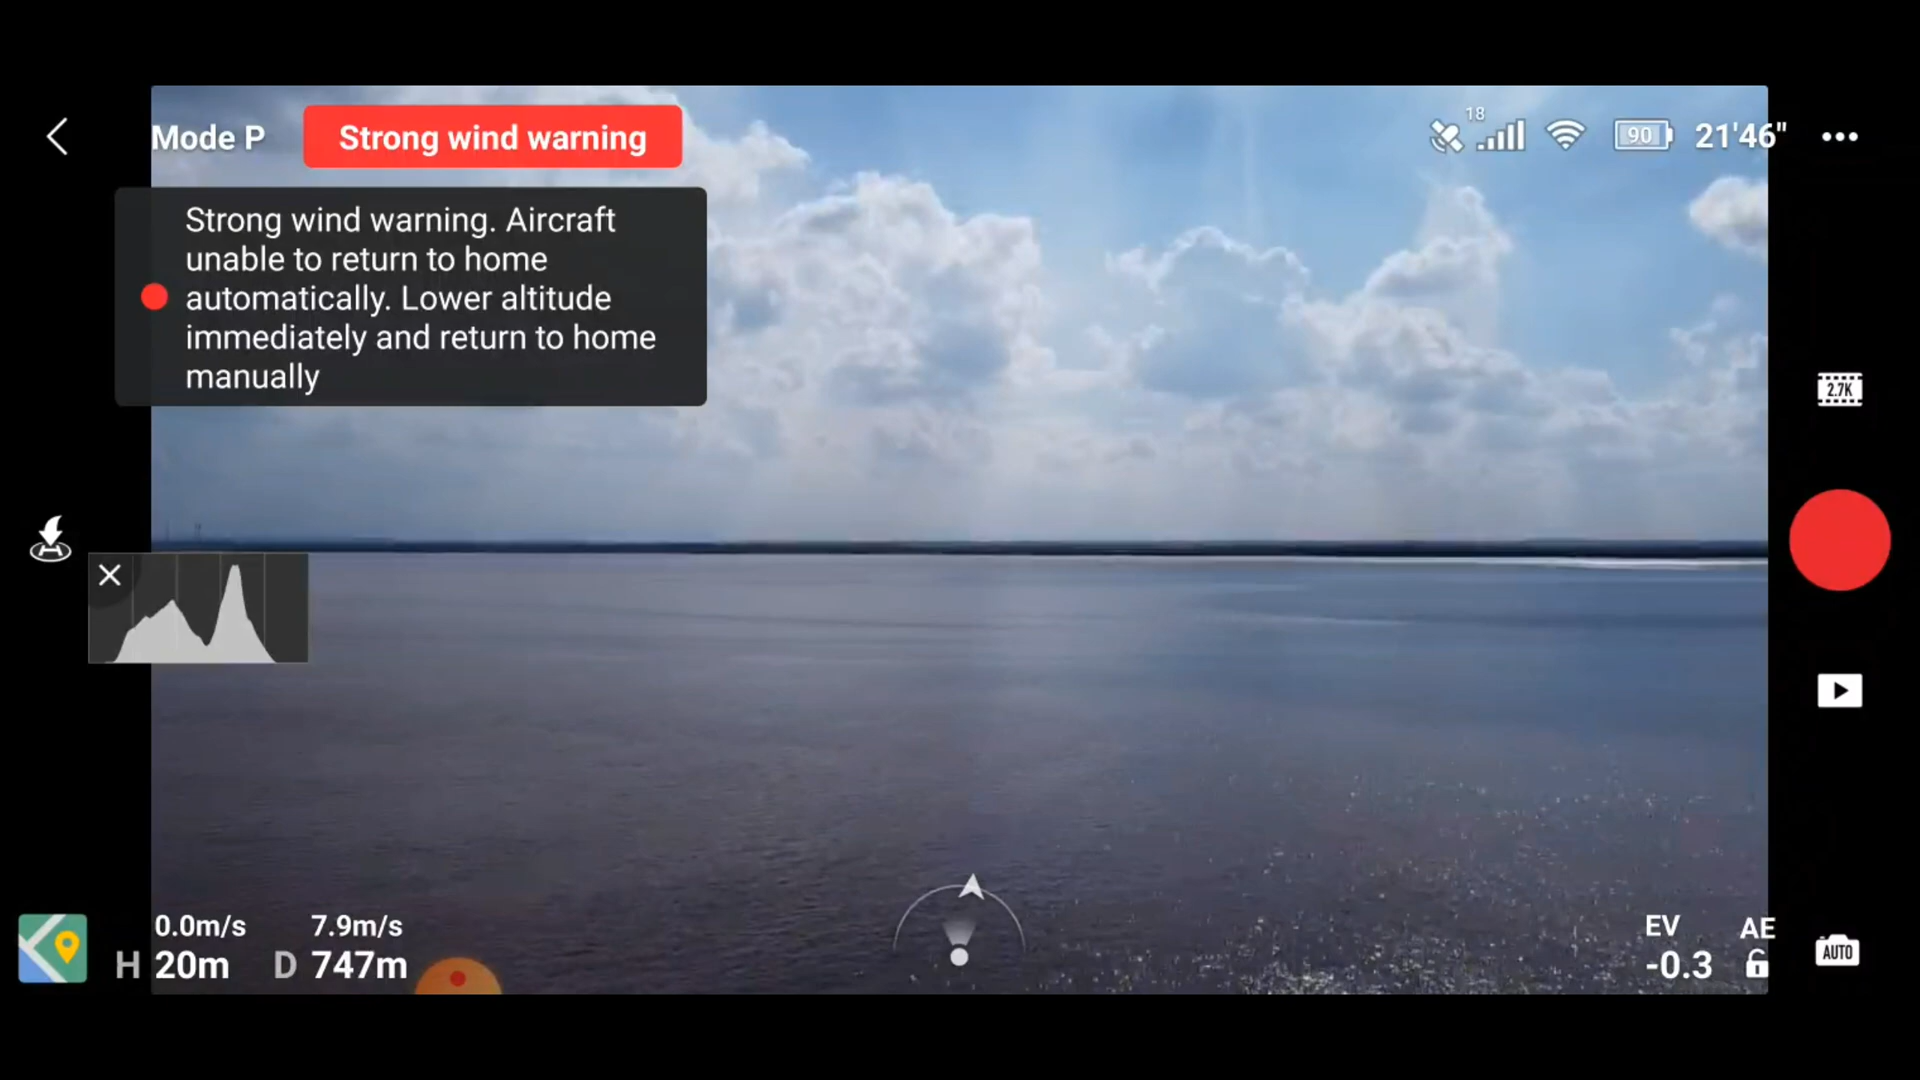 Mode P
Strong wind warning
18
90
21'46"
Strong wind warning. Aircraft
unable to return to home
automatically. Lower altitude
immediately and return to home
manually
2.7K
0.0m/s
7.9m/s
H 20m
D 747m
EV
-0.3
AE
AUTO